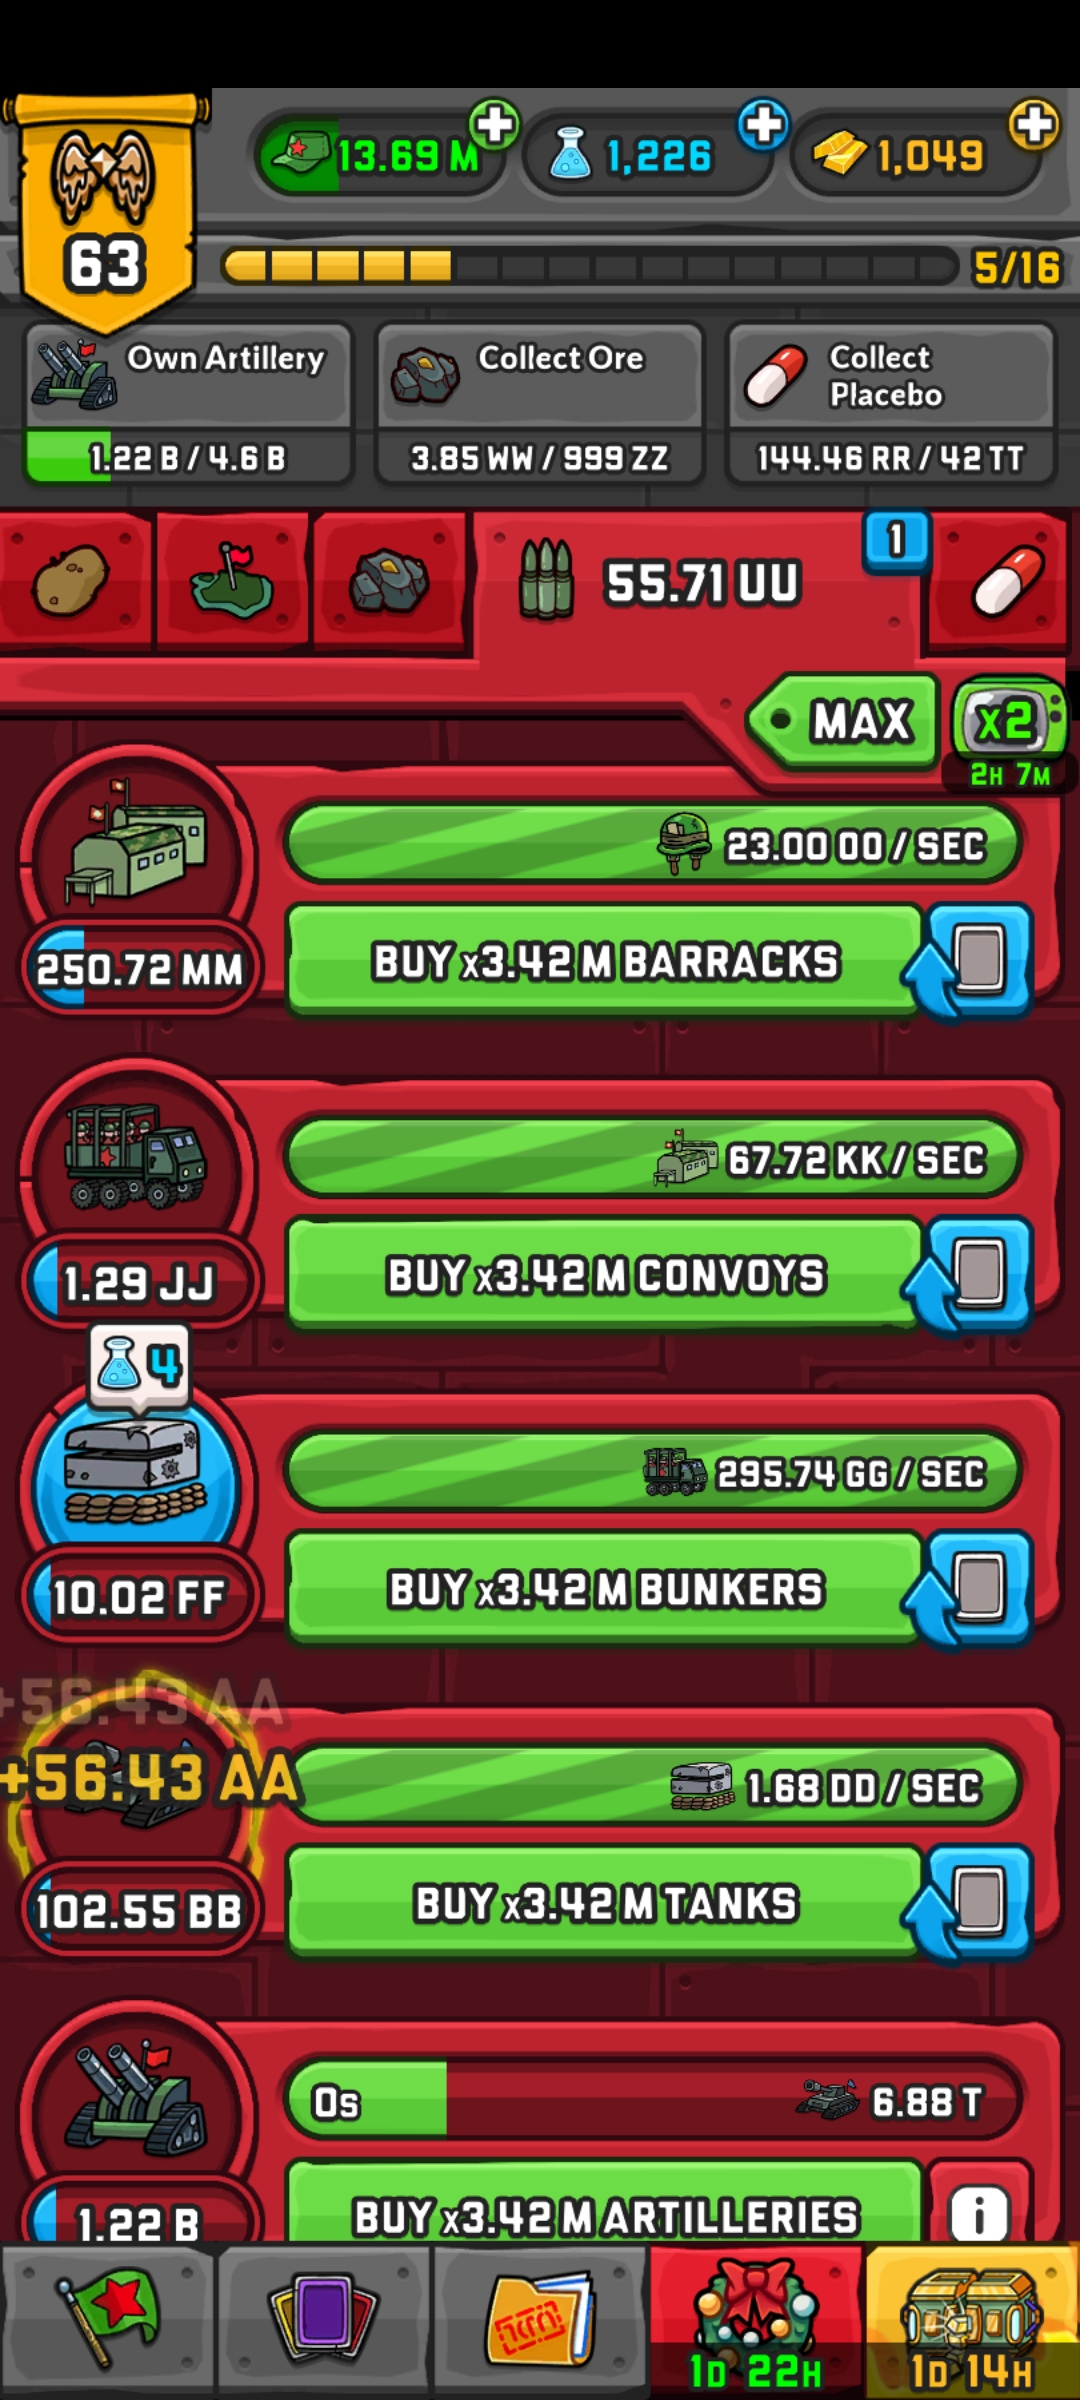 13.69 M
1,226
1,049
63
5/16
Own Artillery
1.22 B / 4.6 B
Collect Ore
3.85 WW / 999 ZZ
Collect
Placebo
144.46 RR / 42 TT
55.71 UU
1
MAX
x2
2H 7M
23.00 OO / SEC
250.72 MM
BUY x3.42 M BARRACKS
67.72 KK / SEC
1.29 JJ
BUY x3.42 M CONVOYS
4
295.74 GG / SEC
10.02 FF
BUY x3.42 M BUNKERS
+56.43 AA
+56.43 AA
1.68 DD / SEC
102.55 BB
BUY x3.42 M TANKS
0s
6.88 T
1.22 B
BUY x3.42 M ARTILLERIES
i
1D 22H
1D 14H